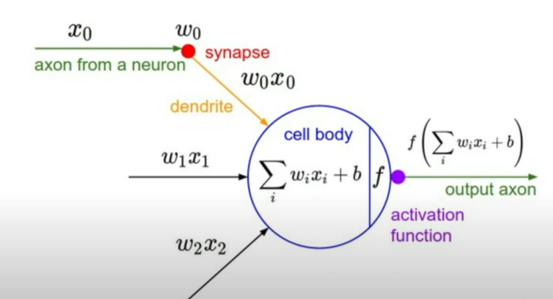 x₀
w₀
synapse
axon from a neuron
w₀x₀
dendrite
cell body
f(∑ᵢ wᵢxᵢ + b)
w₁x₁
∑ᵢ wᵢxᵢ + b
f
output axon
activation
function
w₂x₂